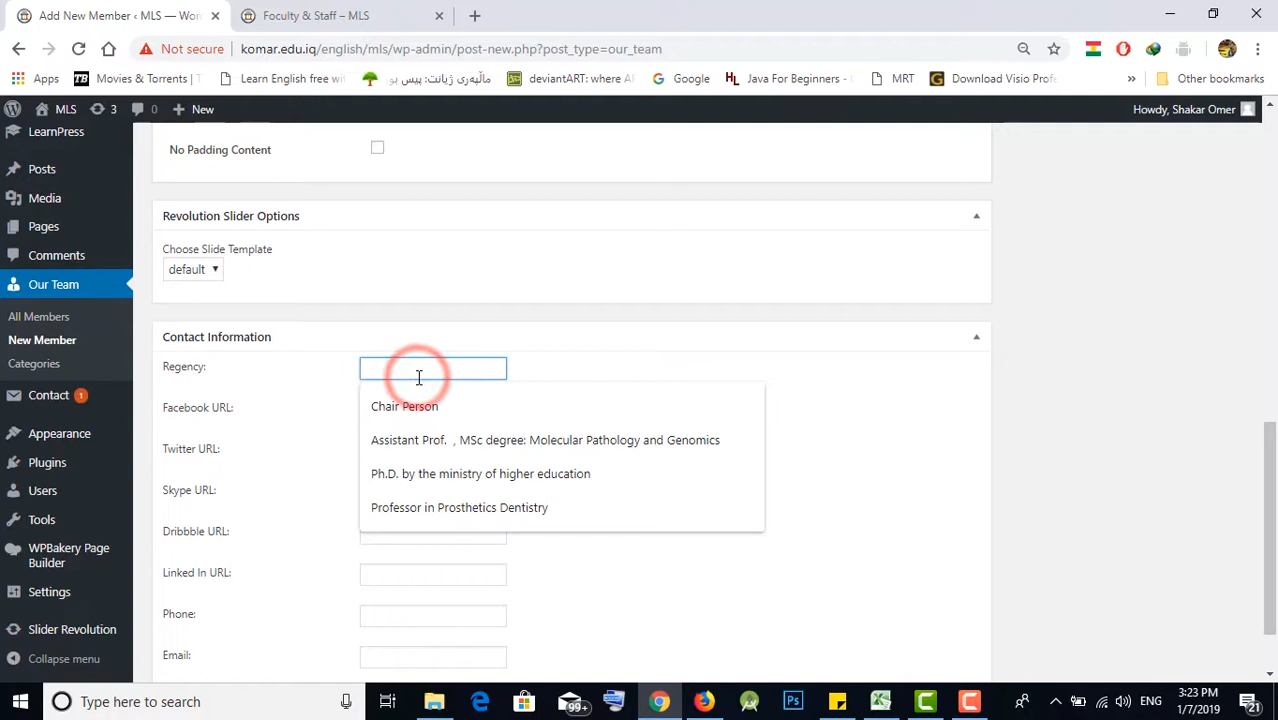 Add New Member ‹ MLS — Wor
Faculty & Staff – MLS
Not secure
komar.edu.iq/english/mls/wp-admin/post-new.php?post_type=our_team
Apps
Movies & Torrents |
Learn English free wit
deviantART: where AI
Google
Java For Beginners - C
MRT
Download Visio Profe
Other bookmarks
MLS
3
0
New
Howdy, Shakar Omer
LearnPress
Posts
Media
Pages
Comments
Our Team
All Members
New Member
Categories
Contact 1
Appearance
Plugins
Users
Tools
WPBakery Page
Builder
Settings
Slider Revolution
Collapse menu
No Padding Content
Revolution Slider Options
Choose Slide Template
default
Contact Information
Regency:
Chair Person
Facebook URL:
Assistant Prof. , MSc degree: Molecular Pathology and Genomics
Twitter URL:
Ph.D. by the ministry of higher education
Skype URL:
Professor in Prosthetics Dentistry
Dribbble URL:
Linked In URL:
Phone:
Email:
Type here to search
99+
ENG
3:23 PM
1/7/2019
21